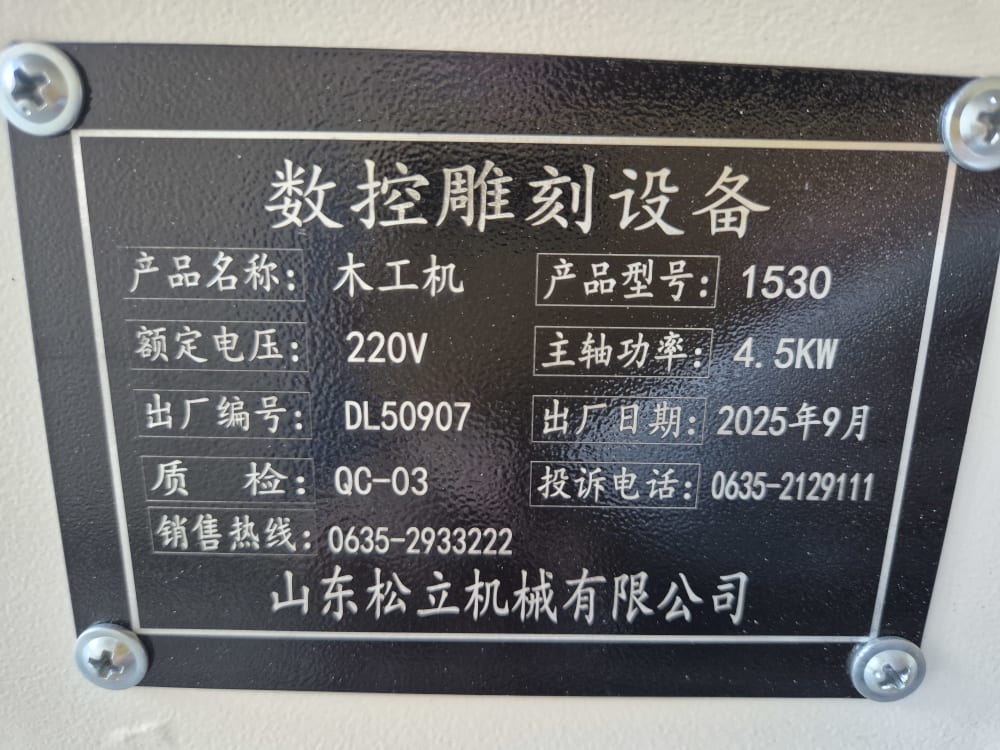 数控雕刻设备
产品名称： 木工机 产品型号： 1530
额定电压： 220V 主轴功率： 4.5KW
出厂编号： DL50907 出厂日期： 2025年9月
质 检： QC-03 投诉电话： 0635-2129111
销售热线： 0635-2933222
山东松立机械有限公司